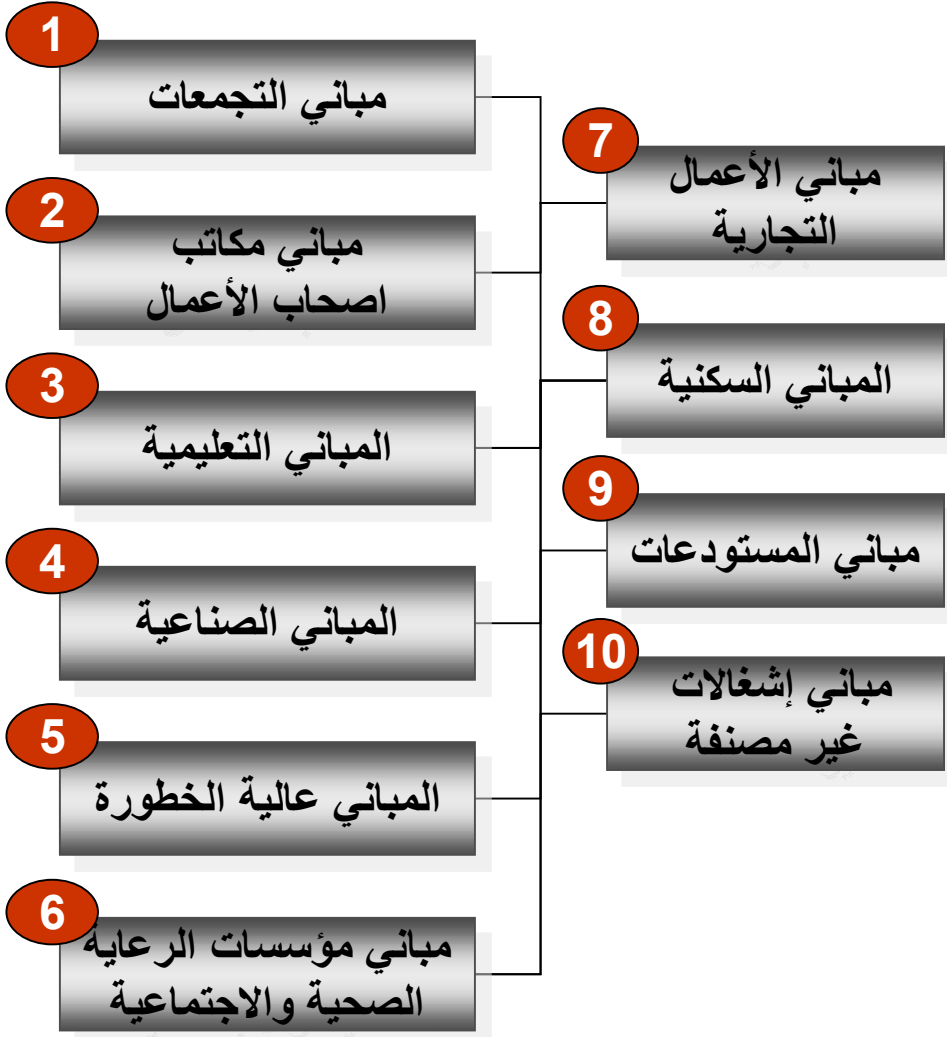 1
مباني التجمعات
2
مباني مكاتب
اصحاب الأعمال
3
المباني التعليمية
4
المباني الصناعية
5
المباني عالية الخطورة
6
مباني مؤسسات الرعاية
الصحية والاجتماعية
7
مباني الأعمال
التجارية
8
المباني السكنية
9
مباني المستودعات
10
مباني إشغالات
غير مصنفة